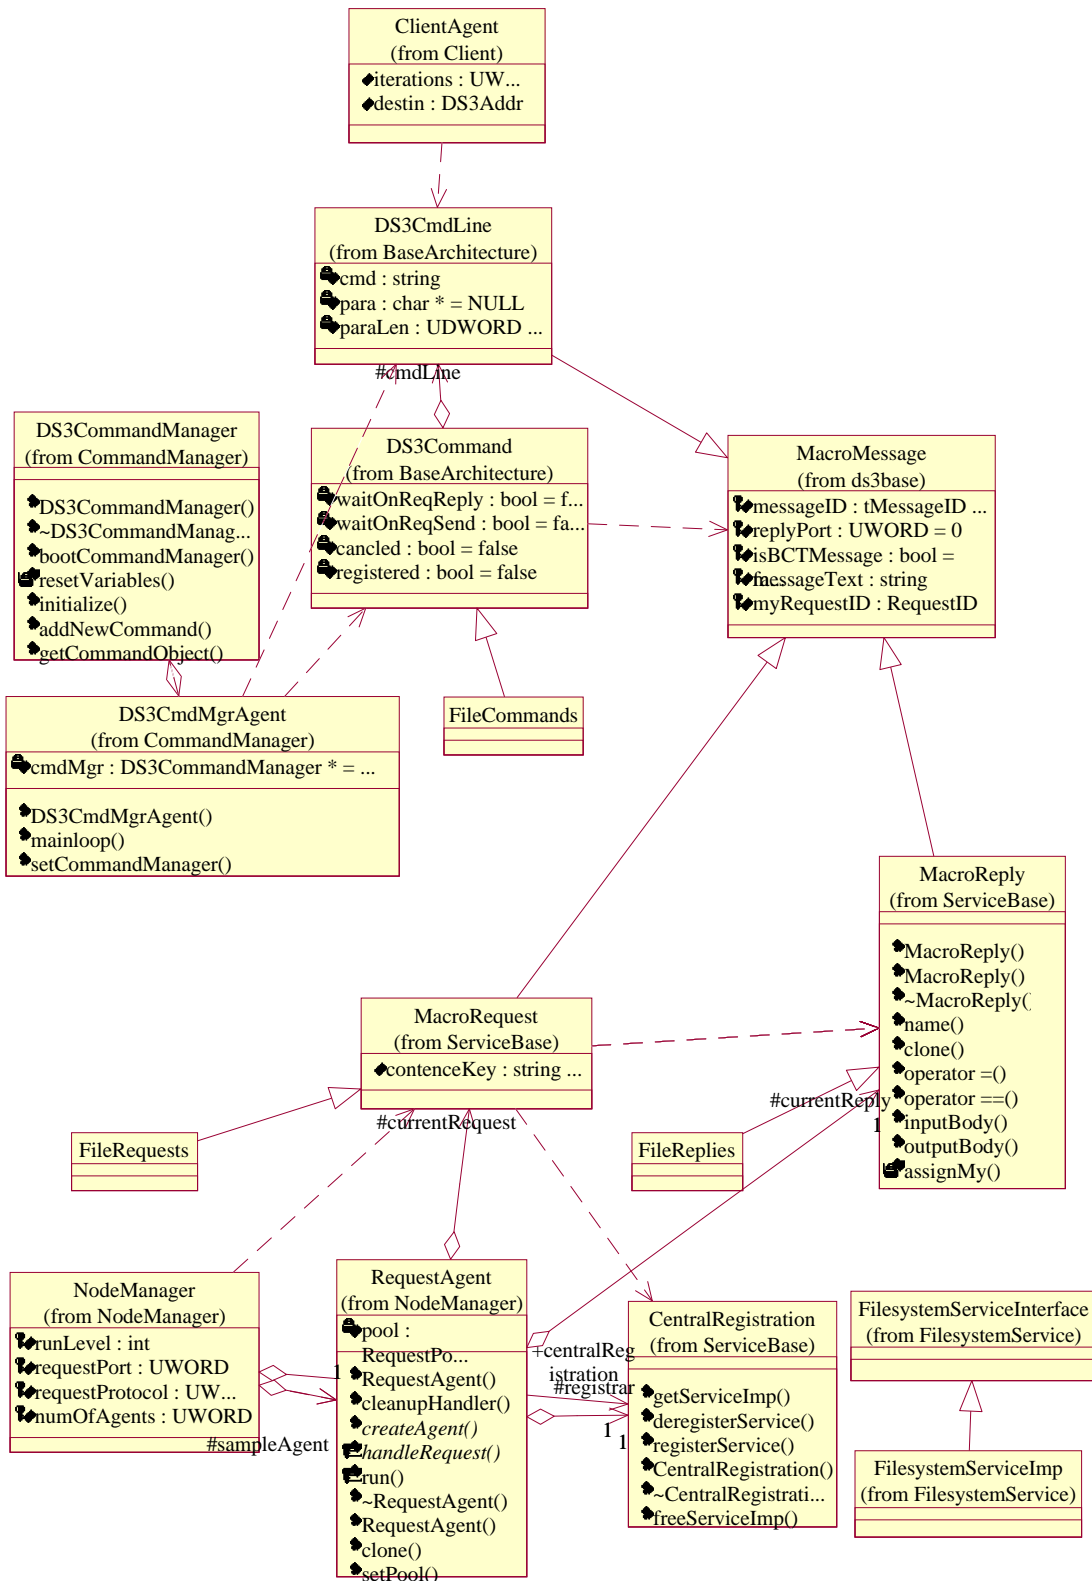 ClientAgent
(from Client)
iterations : UW...
destin : DS3Addr
DS3CmdLine
(from BaseArchitecture)
cmd : string
para : char * = NULL
paraLen : UDWORD ...
#cmdLine
DS3CommandManager
(from CommandManager)
DS3CommandManager()
~DS3CommandManag...
bootCommandManager()
resetVariables()
initialize()
addNewCommand()
getCommandObject()
DS3Command
(from BaseArchitecture)
waitOnReqReply : bool = f...
waitOnReqSend : bool = fa...
cancled : bool = false
registered : bool = false
MacroMessage
(from ds3base)
messageID : tMessageID ...
replyPort : UWORD = 0
isBCTMessage : bool =
fa...
messageText : string
myRequestID : RequestID
DS3CmdMgrAgent
(from CommandManager)
cmdMgr : DS3CommandManager * = ...
DS3CmdMgrAgent()
mainloop()
setCommandManager()
FileCommands
MacroReply
(from ServiceBase)
MacroReply()
MacroReply()
~MacroReply()
name()
clone()
operator =()
operator ==()
inputBody()
outputBody()
assignMy()
MacroRequest
(from ServiceBase)
contenceKey : string ...
#currentRequest
#currentReply
1
FileRequests
FileReplies
NodeManager
(from NodeManager)
runLevel : int
requestPort : UWORD
requestProtocol : UW...
numOfAgents : UWORD
1
#sampleAgent
RequestAgent
(from NodeManager)
pool :
RequestPo...
RequestAgent()
cleanupHandler()
createAgent()
handleRequest()
run()
~RequestAgent()
RequestAgent()
clone()
setPool()
+centralReg
istration
#registrar
1
1
CentralRegistration
(from ServiceBase)
getServiceImp()
deregisterService()
registerService()
CentralRegistration()
~CentralRegistrati...
freeServiceImp()
FilesystemServiceInterface
(from FilesystemService)
FilesystemServiceImp
(from FilesystemService)